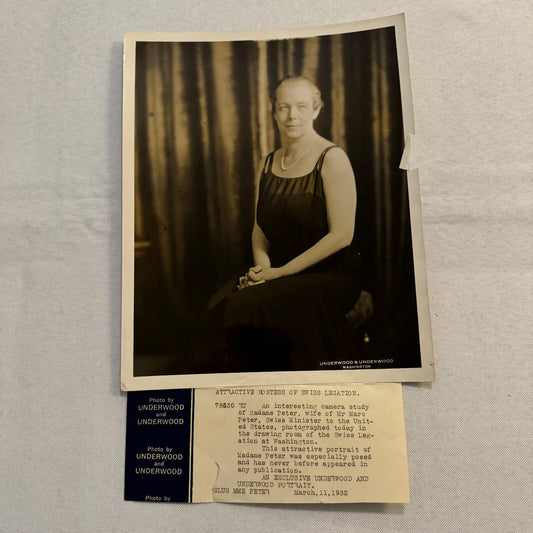 UNDERWOOD & UNDERWOOD
WASHINGTON
ATTRACTIVE HOSTESS OF SWISS LEGATION.
78030 An interesting camera study
of Madame Peter, wife of Mr Marc
Peter, Swiss Minister to the Unit-
ed States, photographed today in
the drawing room of the Swiss Leg-
ation at Washington.
This attractive portrait of
Madame Peter was especially posed
and has never before appeared in
any publication.
AN EXCLUSIVE UNDERWOOD AND
UNDERWOOD PORTRAIT.
SLUG MME PETER March,11,1932
Photo by
UNDERWOOD
and
UNDERWOOD
Photo by
UNDERWOOD
and
UNDERWOOD
Photo by